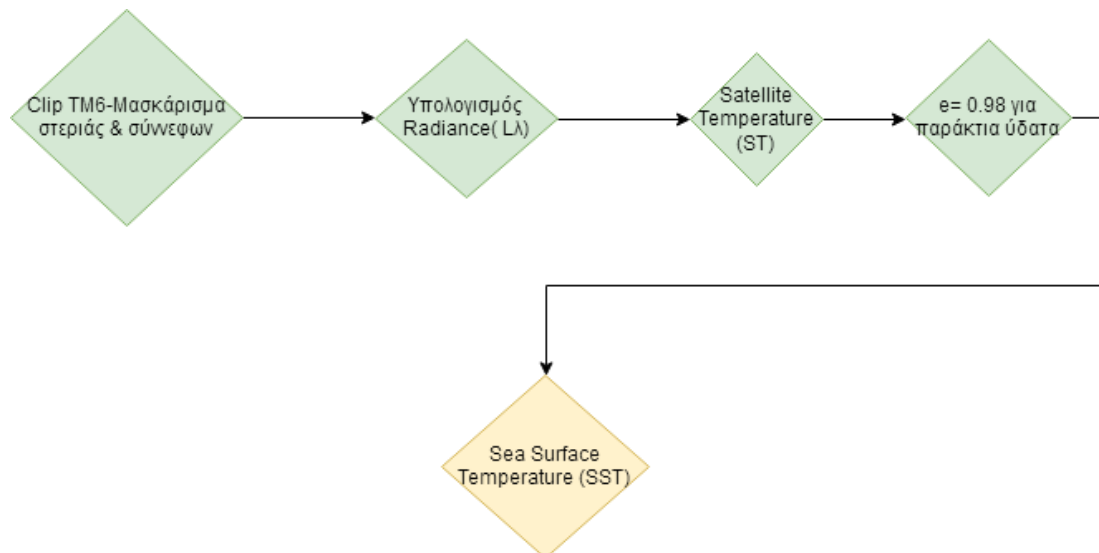 Clip TM6-Μασκάρισμα
στεριάς & σύννεφων
Υπολογισμός
Radiance( Lλ)
Satellite
Temperature
(ST)
e= 0.98 για
παράκτια ύδατα
Sea Surface
Temperature (SST)